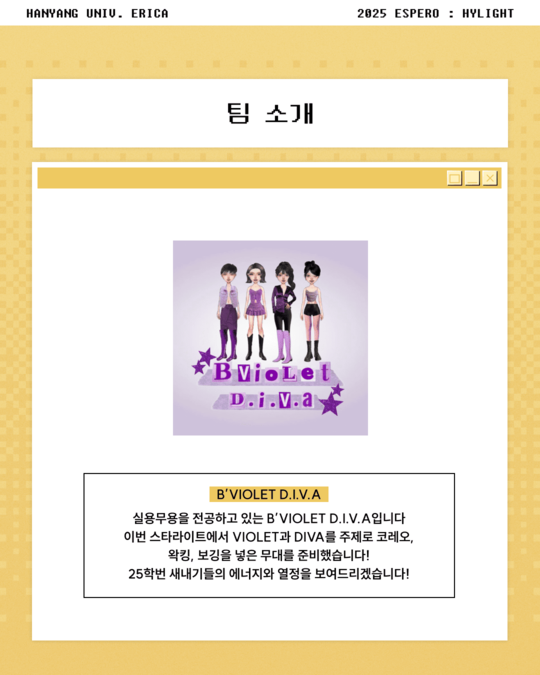 HANYANG UNIV. ERICA
2025 ESPERO : HYLIGHT
팀 소개
BVioLet
D.i.V.a
B'VIOLET D.I.V.A
실용무용을 전공하고 있는 B'VIOLET D.I.V.A입니다
이번 스타라이트에서 VIOLET과 DIVA를 주제로 코레오,
왁킹, 보깅을 넣은 무대를 준비했습니다!
25학번 새내기들의 에너지와 열정을 보여드리겠습니다!